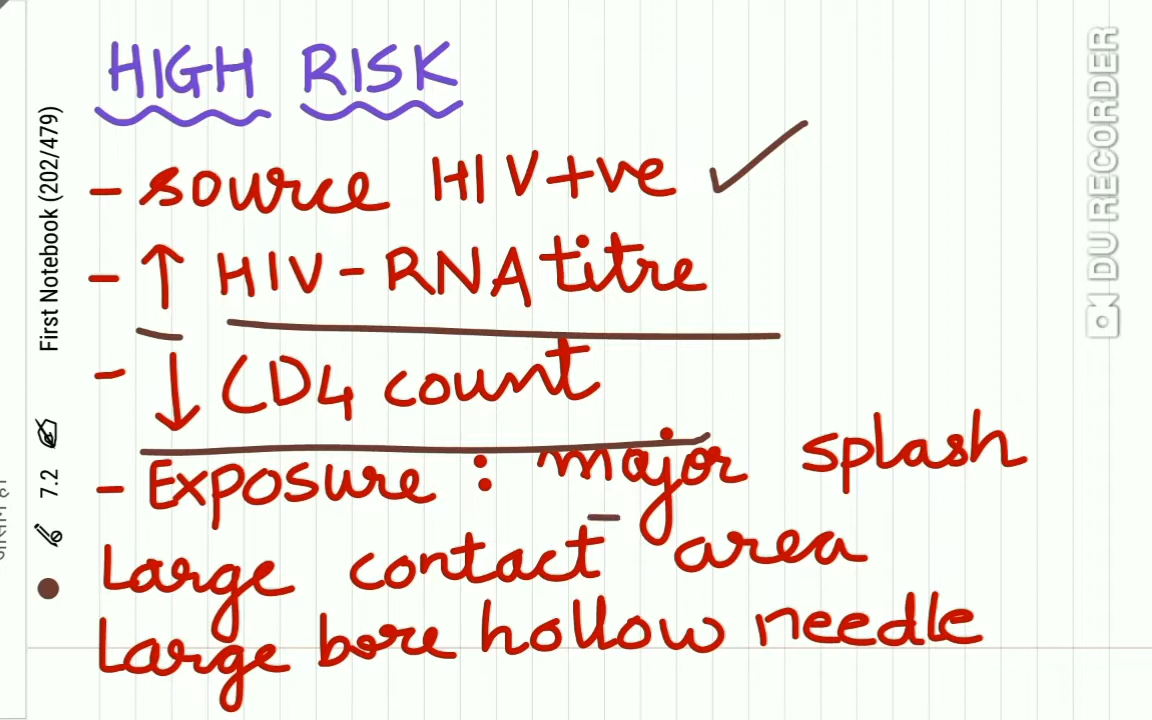 HIGH RISK
- source HIV+ve ✓
- ↑ HIV-RNA titre
- ↓ CD4 count
- Exposure : major splash
Large contact area
Large bore hollow needle
First Notebook (202/479)
7.2
DU RECORDER